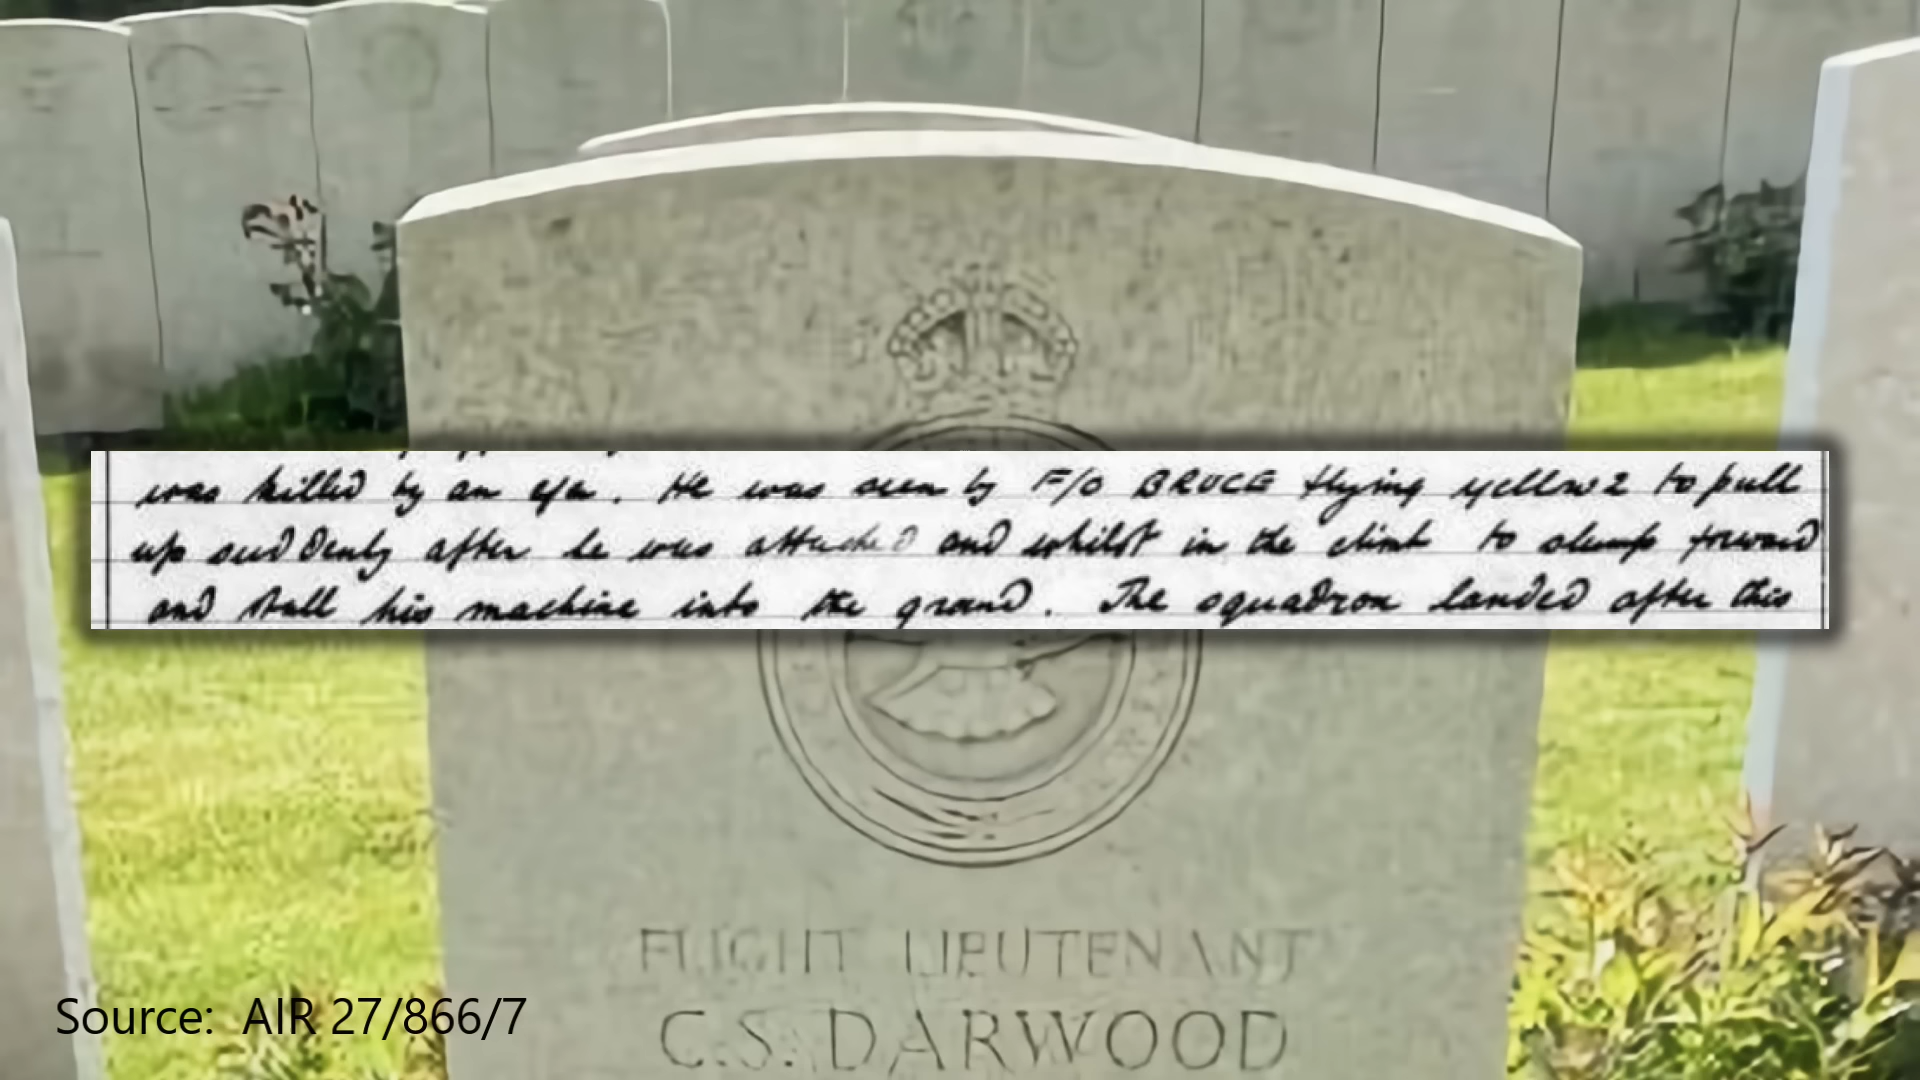 was killed by an e/a. He was seen by F/O BRUCE flying yellow 2 to pull
up suddenly after he was attacked and whilst in the climb to slump forward
and stall his machine into the ground. The squadron landed after this
FLIGHT LIEUTENANT
C.S. DARWOOD
Source: AIR 27/866/7